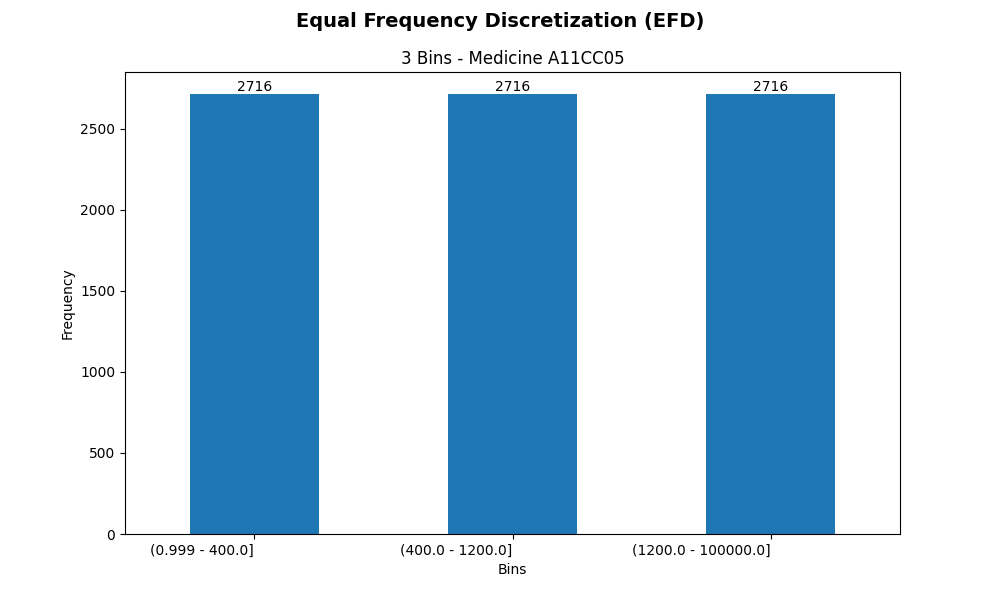 Equal Frequency Discretization (EFD)
3 Bins - Medicine A11CC05
2716 2716 2716
2500
2000
1500
1000
500
0
Frequency
(0.999 - 400.0] (400.0 - 1200.0] (1200.0 - 100000.0]
Bins